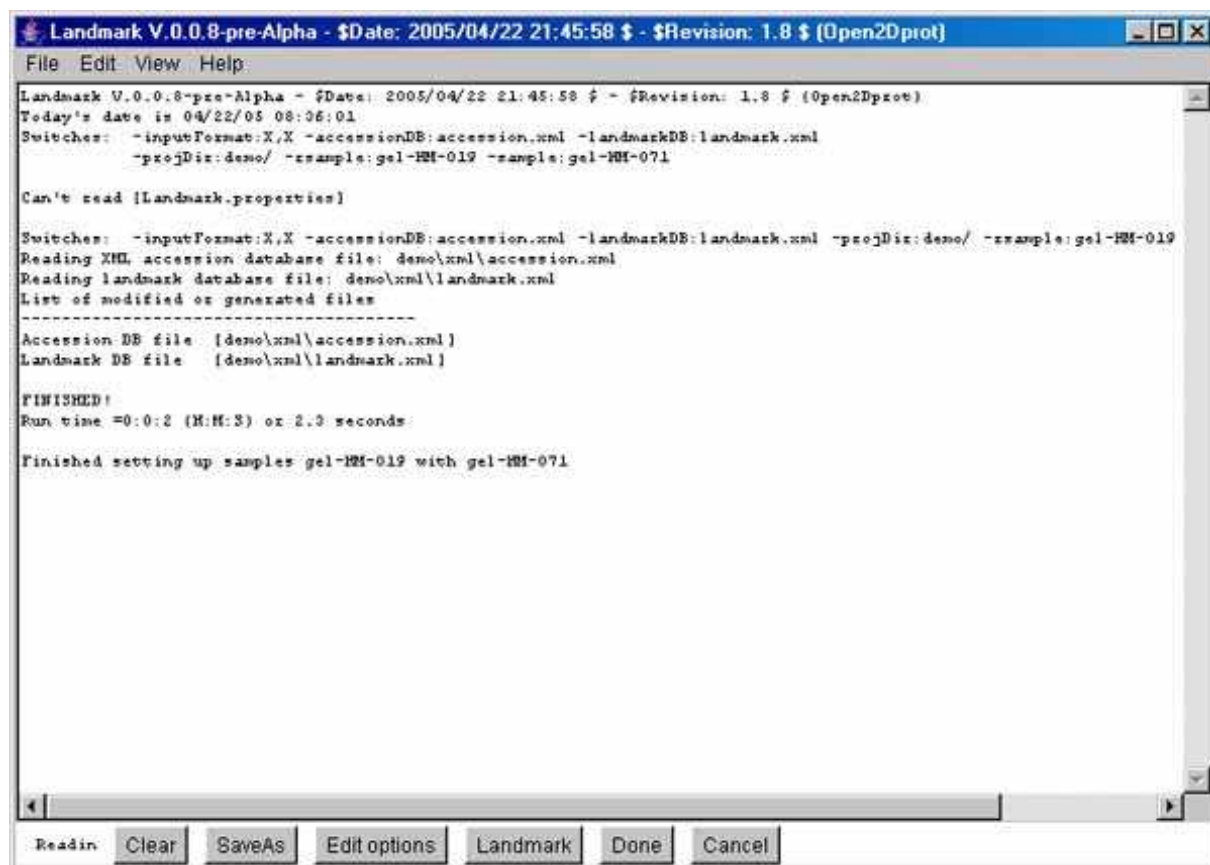 Landmark V.0.0.8-pre-Alpha - $Date: 2005/04/22 21:45:58 $ - $Revision: 1.8 $ (Open2Dprot)
File Edit View Help
Landmark V.0.0.8-pre-Alpha - $Date: 2005/04/22 21:45:58 $ - $Revision: 1.8 $ (Open2Dprot)
Today's date is 04/22/05 08:06:01
Switches: -inputFormat:X,X -accessionDB:accession.xml -landmarkDB:landmark.xml
-projDir:demo/ -rsample:gel-HM-019 -sample:gel-HM-071
Can't read [Landmark.properties]
Switches: -inputFormat:X,X -accessionDB:accession.xml -landmarkDB:landmark.xml -projDir:demo/ -rsample:gel-HM-019
Reading XML accession database file: demo\xml\accession.xml
Reading landmark database file: demo\xml\landmark.xml
List of modified or generated files
---------------------------------------
Accession DB file [demo\xml\accession.xml]
Landmark DB file [demo\xml\landmark.xml]
FINISHED!
Run time =0:0:2 (H:M:S) or 2.3 seconds
Finished setting up samples gel-HM-019 with gel-HM-071
Readin Clear SaveAs Edit options Landmark Done Cancel